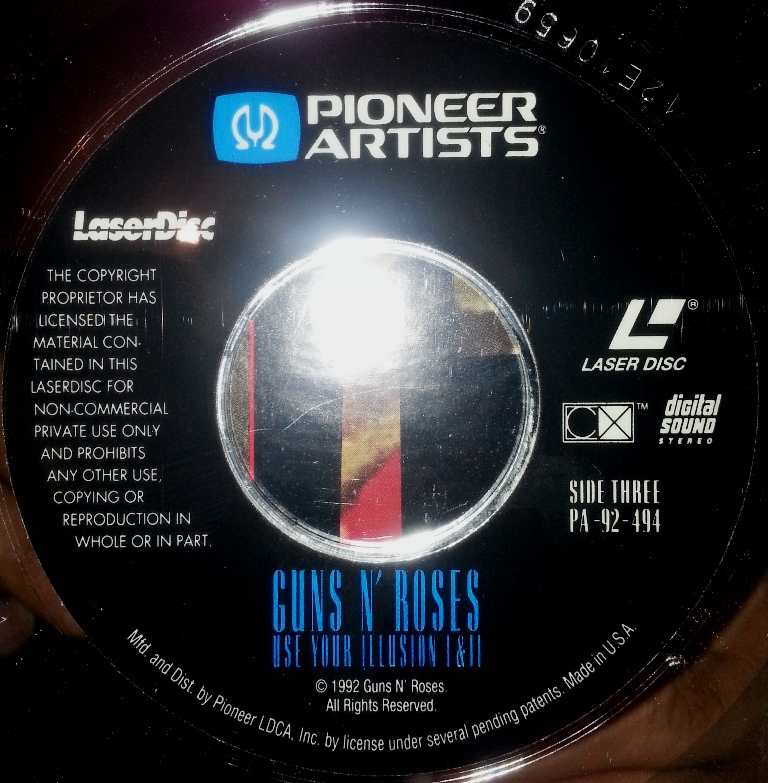 12E10659
PIONEER
ARTISTS®
LaserDisc
THE COPYRIGHT
PROPRIETOR HAS
LICENSED THE
MATERIAL CON-
TAINED IN THIS
LASERDISC FOR
NON-COMMERCIAL
PRIVATE USE ONLY
AND PROHIBITS
ANY OTHER USE,
COPYING OR
REPRODUCTION IN
WHOLE OR IN PART.
®
LASER DISC
CX™
digital
SOUND
STEREO
SIDE THREE
PA-92-494
GUNS N' ROSES
USE YOUR ILLUSION I & II
© 1992 Guns N' Roses.
All Rights Reserved.
Mfd. and Dist. by Pioneer LDCA, Inc. by license under several pending patents. Made in U.S.A.